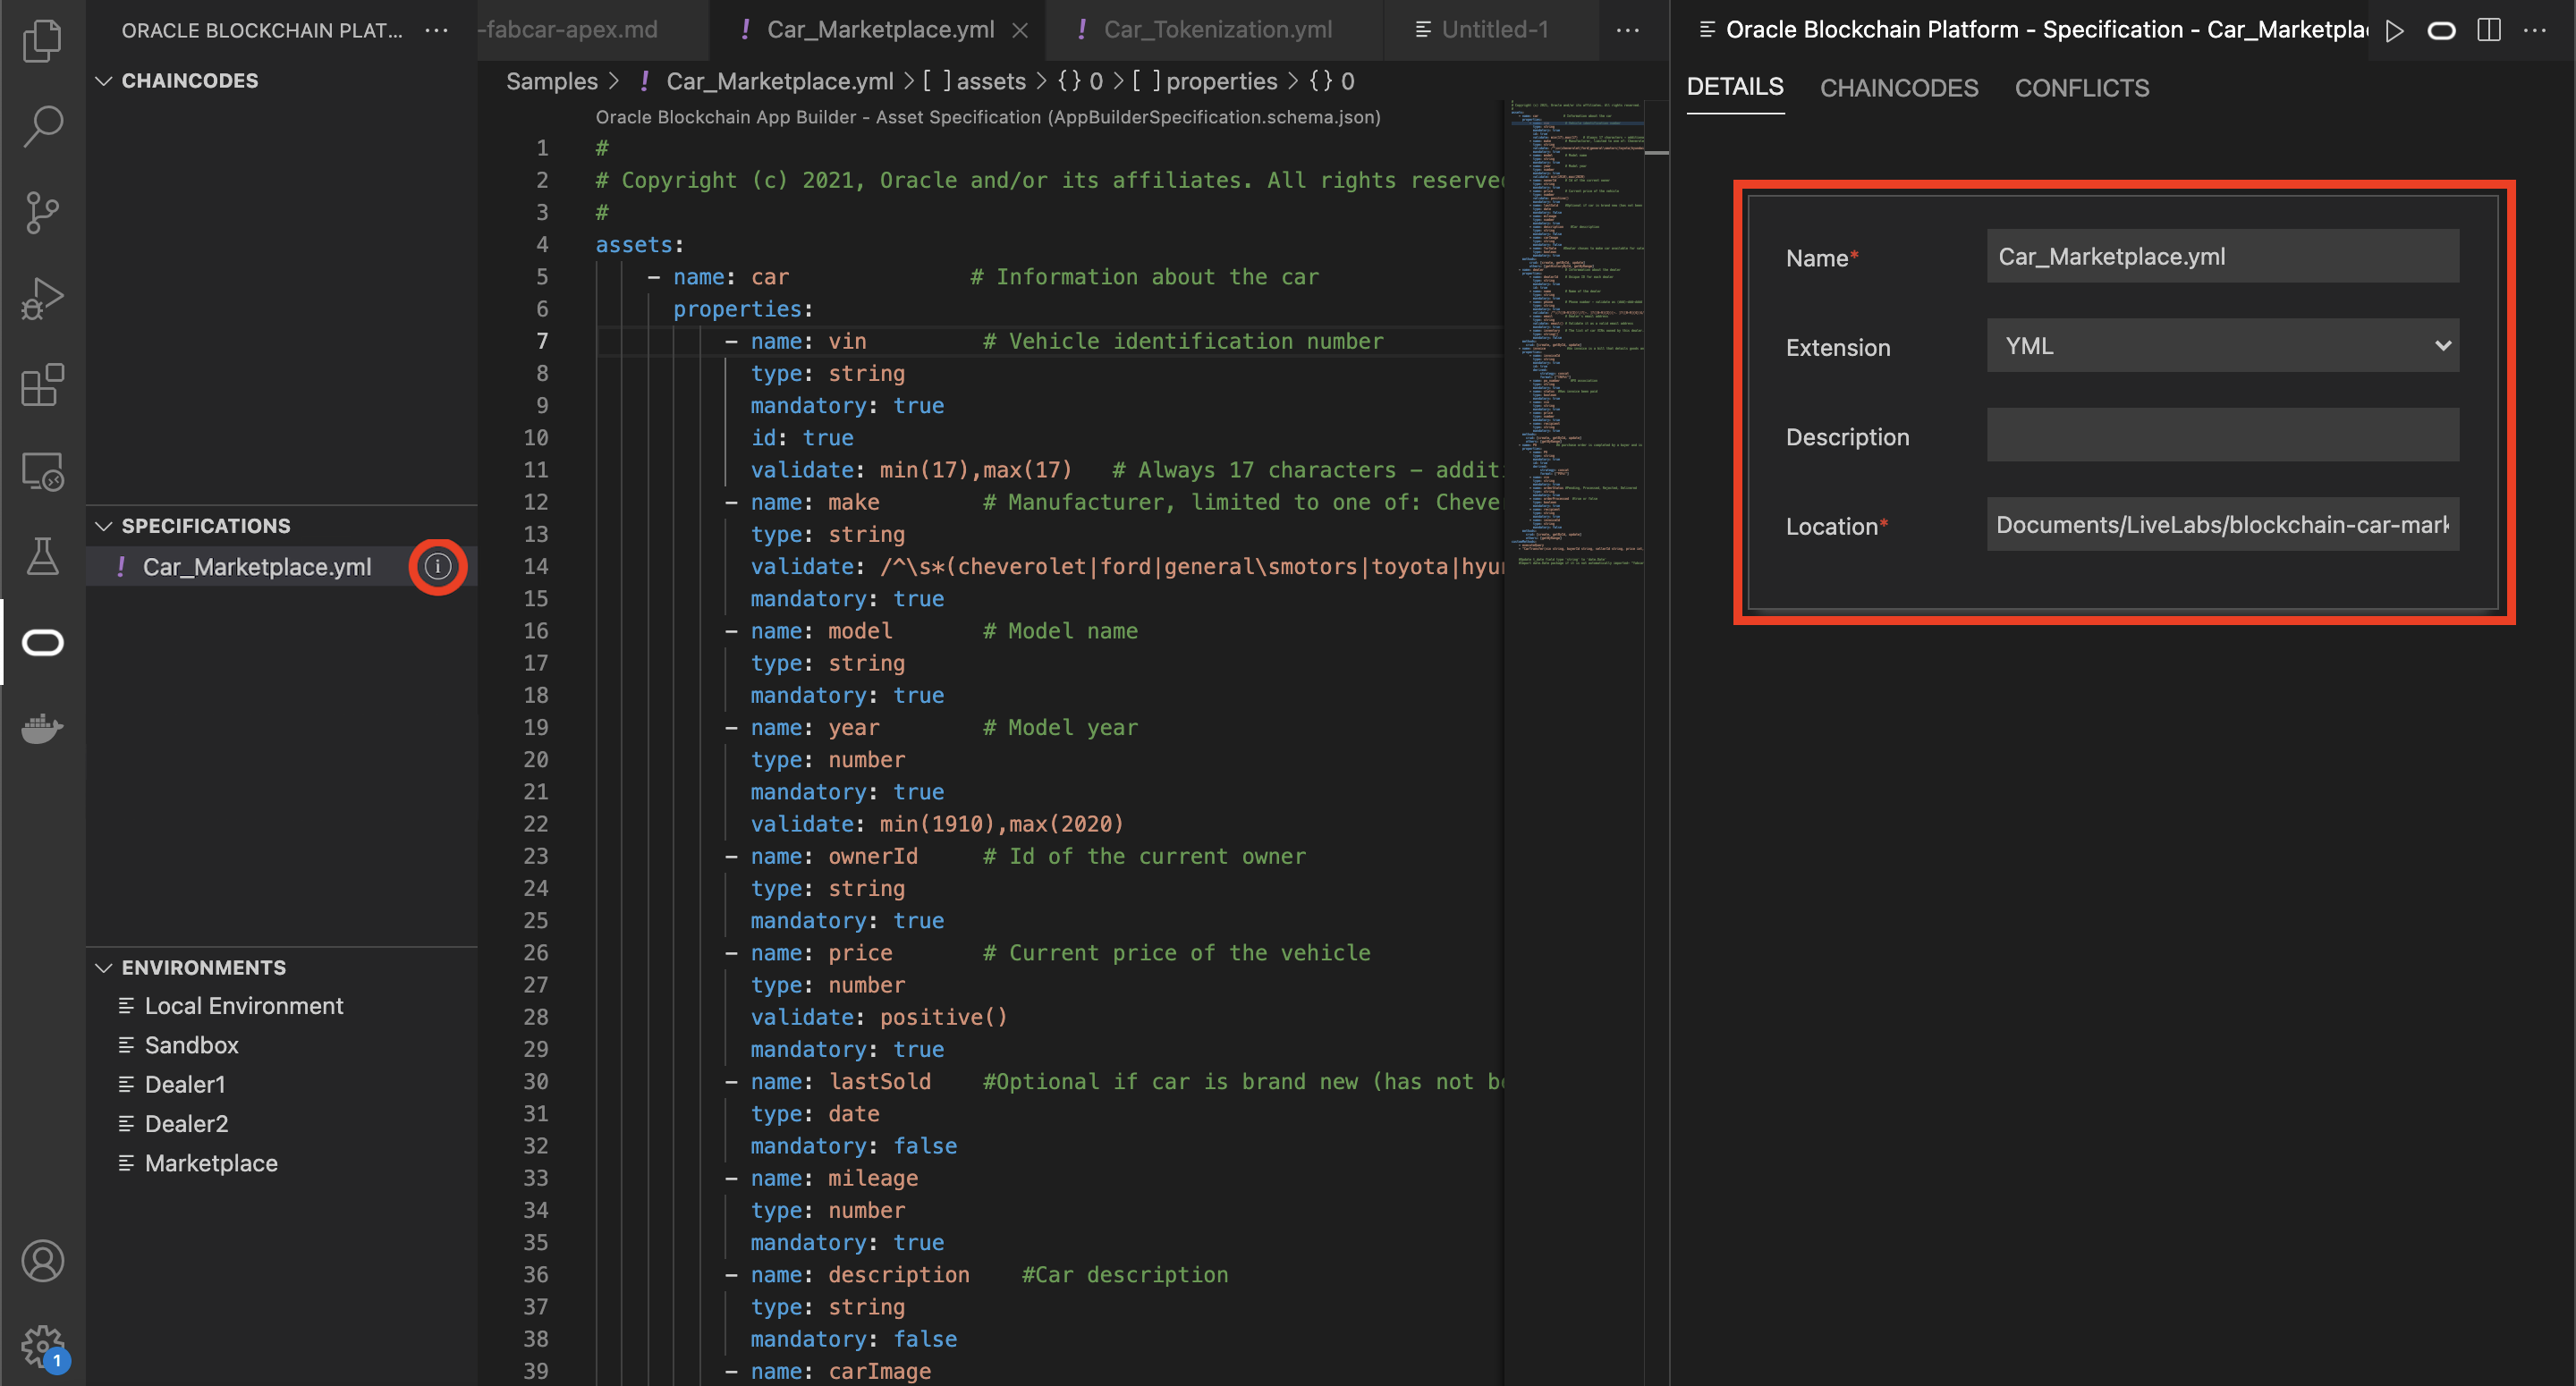 ORACLE BLOCKCHAIN PLAT...
CHAINCODES
SPECIFICATIONS
! Car_Marketplace.yml
ENVIRONMENTS
Local Environment
Sandbox
Dealer1
Dealer2
Marketplace
1
-fabcar-apex.md
! Car_Marketplace.yml
! Car_Tokenization.yml
Untitled-1
Samples > ! Car_Marketplace.yml > [ ] assets > {} 0 > [ ] properties > {} 0
Oracle Blockchain App Builder - Asset Specification (AppBuilderSpecification.schema.json)
1 #
2 # Copyright (c) 2021, Oracle and/or its affiliates. All rights reserved
3 #
4 assets:
5 - name: car # Information about the car
6 properties:
7 - name: vin # Vehicle identification number
8 type: string
9 mandatory: true
10 id: true
11 validate: min(17),max(17) # Always 17 characters – addit
12 - name: make # Manufacturer, limited to one of: Cheve
13 type: string
14 validate: /^\s*(cheverolet|ford|general\smotors|toyota|hyu
15 mandatory: true
16 - name: model # Model name
17 type: string
18 mandatory: true
19 - name: year # Model year
20 type: number
21 mandatory: true
22 validate: min(1910),max(2020)
23 - name: ownerId # Id of the current owner
24 type: string
25 mandatory: true
26 - name: price # Current price of the vehicle
27 type: number
28 validate: positive()
29 mandatory: true
30 - name: lastSold #Optional if car is brand new (has not b
31 type: date
32 mandatory: false
33 - name: mileage
34 type: number
35 mandatory: true
36 - name: description #Car description
37 type: string
38 mandatory: false
39 - name: carImage
Oracle Blockchain Platform - Specification - Car_Marketpla
DETAILS CHAINCODES CONFLICTS
Name* Car_Marketplace.yml
Extension YML
Description
Location* Documents/LiveLabs/blockchain-car-mark